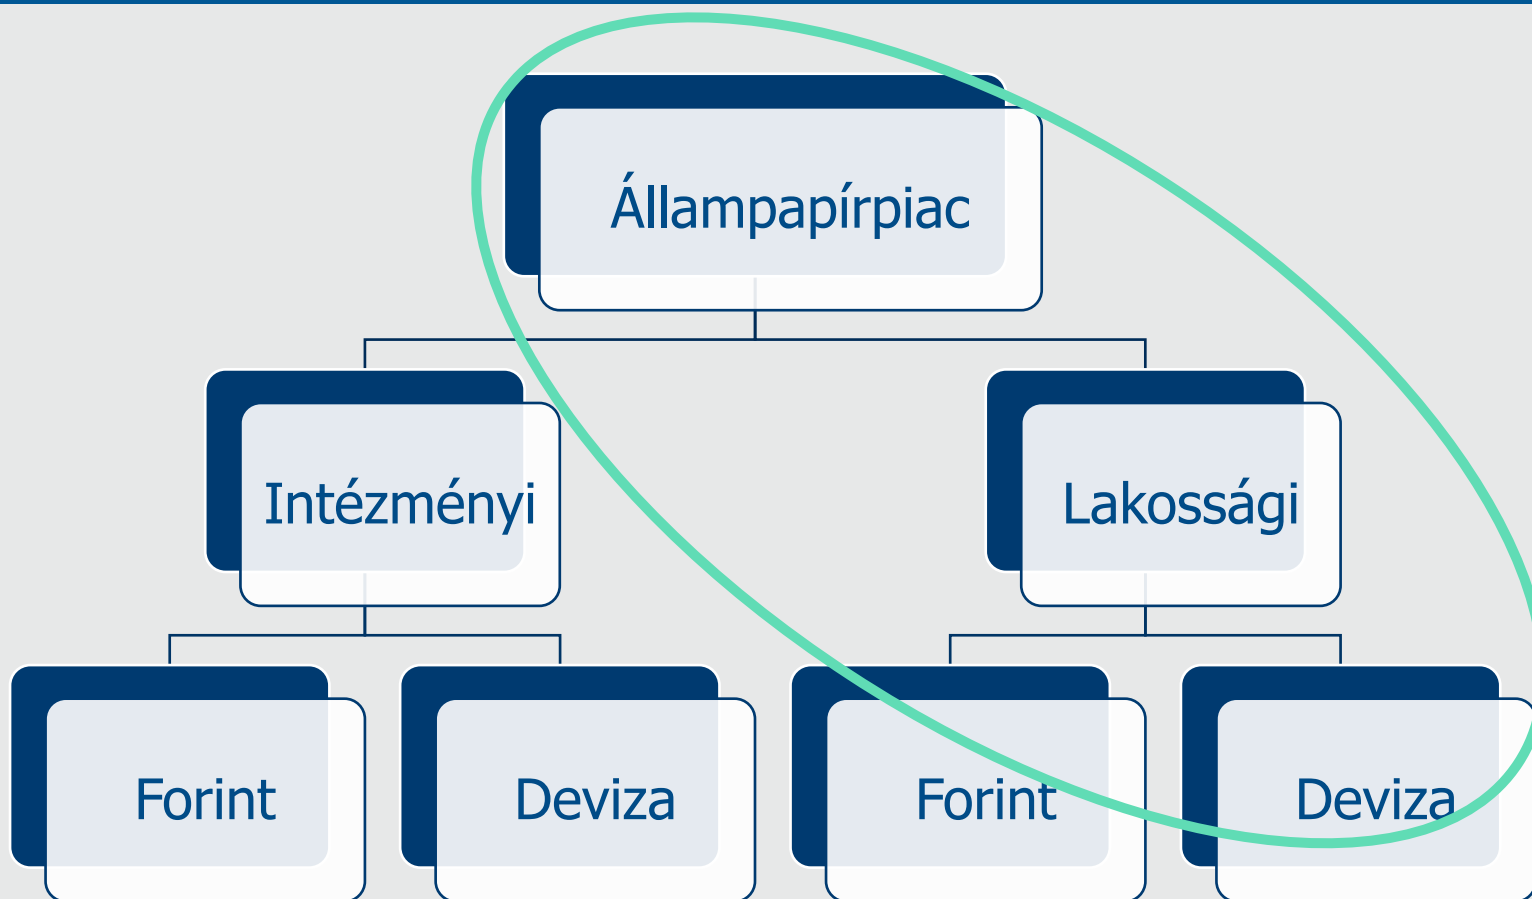 Állampapírpiac
Intézményi
Lakossági
Forint
Deviza
Forint
Deviza